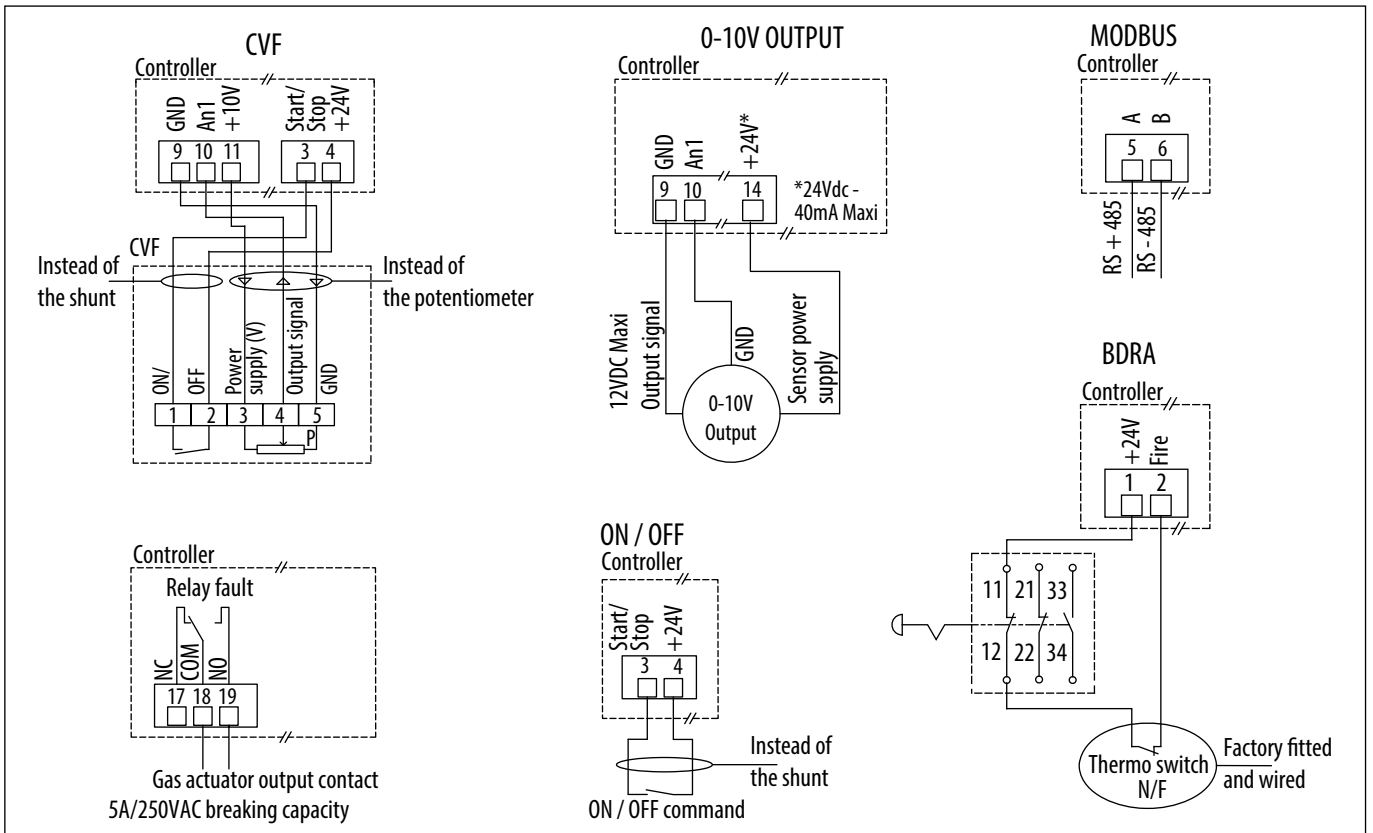 CVF
Controller
GND
An1
+10V
Start/
Stop
+24V
9 10 11
3 4
CVF
Instead of
the shunt
Instead of
the potentiometer
ON/
OFF
Power
supply (V)
Output signal
GND
1 2 3 4 5
P
0-10V OUTPUT
Controller
GND
An1
+24V*
9 10 14
*24Vdc -
40mA Maxi
12VDC Maxi
Output signal
GND
Sensor power
supply
0-10V
Output
MODBUS
Controller
A
B
5 6
RS + 485
RS - 485
BDRA
Controller
+24V
Fire
1 2
11 21 33
12 22 34
Thermo switch
N/F
Factory fitted
and wired
Controller
Relay fault
NC
COM
NO
17 18 19
Gas actuator output contact
5A/250VAC breaking capacity
ON / OFF
Controller
Start/
Stop
+24V
3 4
Instead of
the shunt
ON / OFF command